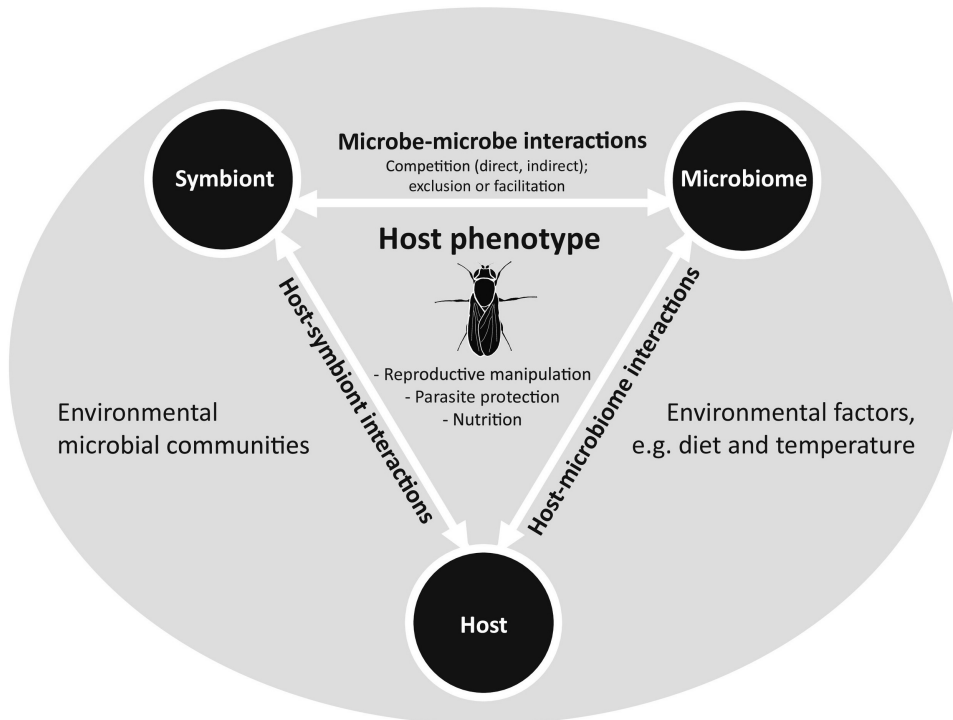 Symbiont
Microbe-microbe interactions
Competition (direct, indirect);
exclusion or facilitation
Microbiome
Host phenotype
- Reproductive manipulation
- Parasite protection
- Nutrition
Host-symbiont interactions
Host-microbiome interactions
Environmental
microbial communities
Environmental factors,
e.g. diet and temperature
Host